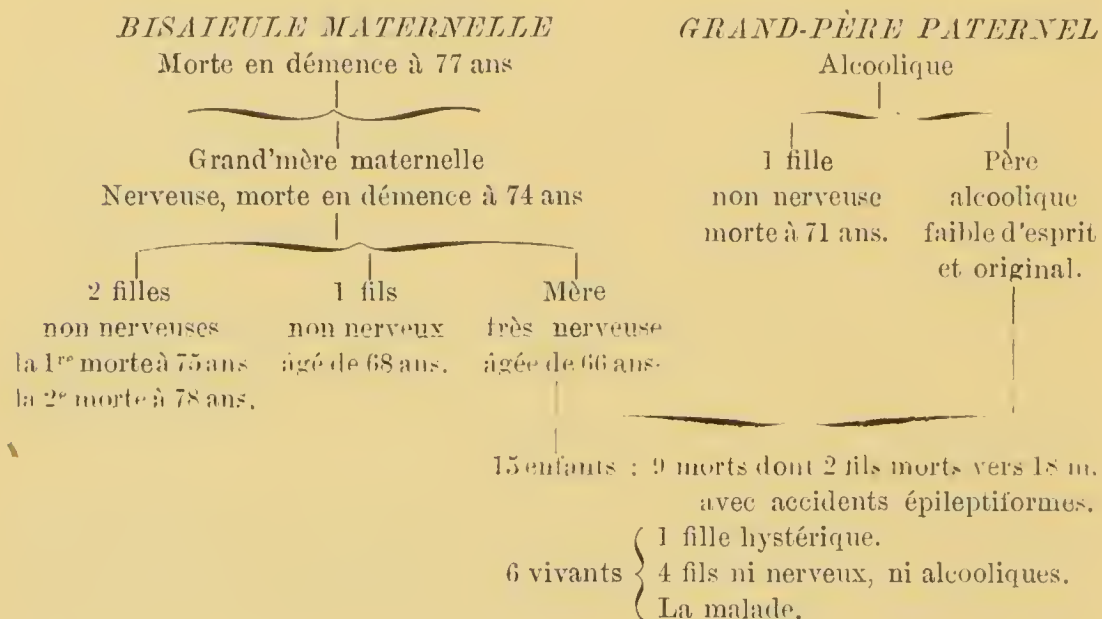 BISAIEULE MATERNELLE
Morte en démence à 77 ans
Grand'mère maternelle
Nerveuse, morte en démence à 74 ans
2 filles
non nerveuses
la 1re morte à 75 ans
la 2e morte à 78 ans.
1 fils
non nerveux
âgé de 68 ans.
Mère
très nerveuse
âgée de 66 ans.
GRAND-PÈRE PATERNEL
Alcoolique
1 fille
non nerveuse
morte à 71 ans.
Père
alcoolique
faible d'esprit
et original.
15 enfants : 9 morts dont 2 fils morts vers 18 m.
avec accidents épileptiformes.
6 vivants
1 fille hystérique.
4 fils ni nerveux, ni alcooliques.
La malade.